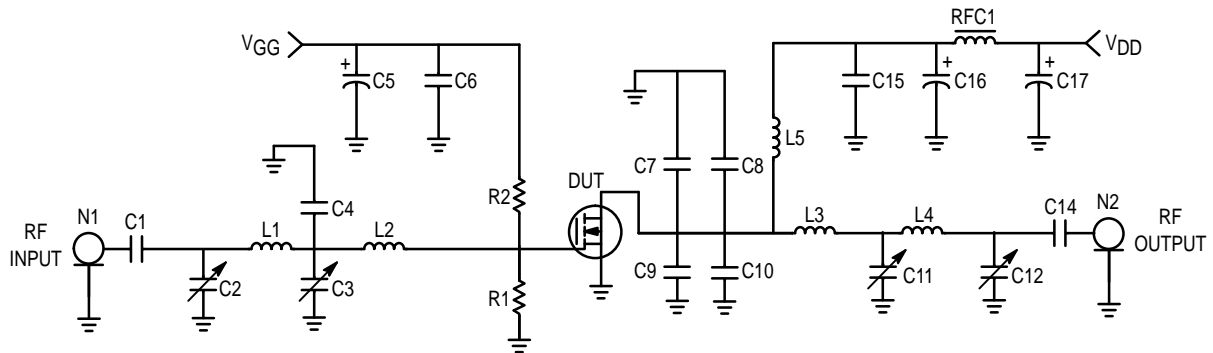 RFC1
VGG
VDD
+
C5
C6
C15
+
C16
+
C17
L5
C7
C8
R2
DUT
C4
N1
C1
L1
L2
L3
L4
C14
N2
RF
INPUT
RF
OUTPUT
C2
C3
R1
C9
C10
C11
C12